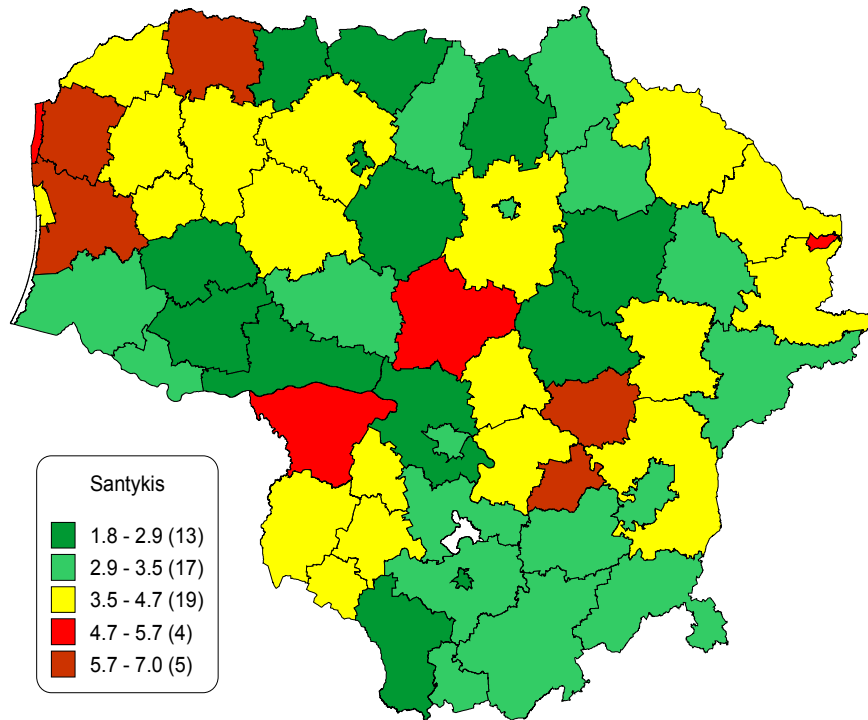 Santykis
1.8 - 2.9 (13)
2.9 - 3.5 (17)
3.5 - 4.7 (19)
4.7 - 5.7 (4)
5.7 - 7.0 (5)